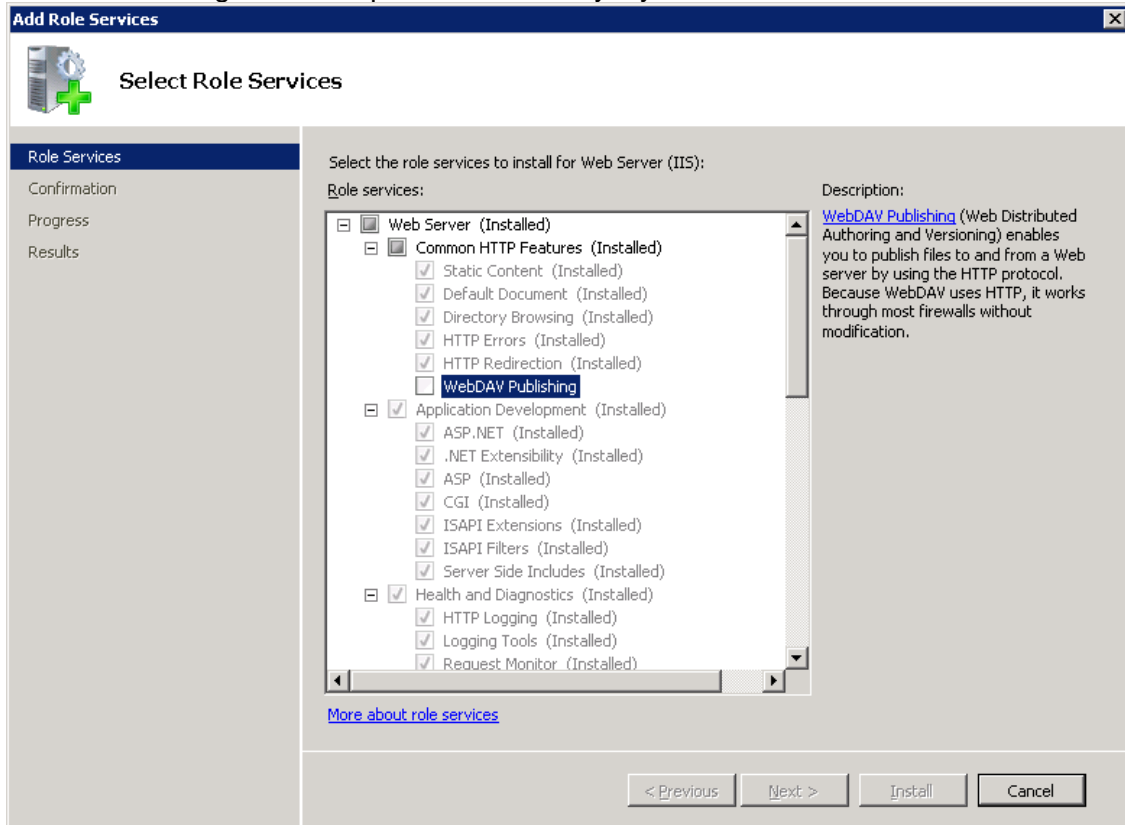 Add Role Services
Select Role Services
Role Services
Confirmation
Progress
Results
Select the role services to install for Web Server (IIS):
Role services:
Web Server (Installed)
Common HTTP Features (Installed)
Static Content (Installed)
Default Document (Installed)
Directory Browsing (Installed)
HTTP Errors (Installed)
HTTP Redirection (Installed)
WebDAV Publishing
Application Development (Installed)
ASP.NET (Installed)
.NET Extensibility (Installed)
ASP (Installed)
CGI (Installed)
ISAPI Extensions (Installed)
ISAPI Filters (Installed)
Server Side Includes (Installed)
Health and Diagnostics (Installed)
HTTP Logging (Installed)
Logging Tools (Installed)
Request Monitor (Installed)
More about role services
Description:
WebDAV Publishing (Web Distributed
Authoring and Versioning) enables
you to publish files to and from a Web
server by using the HTTP protocol.
Because WebDAV uses HTTP, it works
through most firewalls without
modification.
< Previous
Next >
Install
Cancel